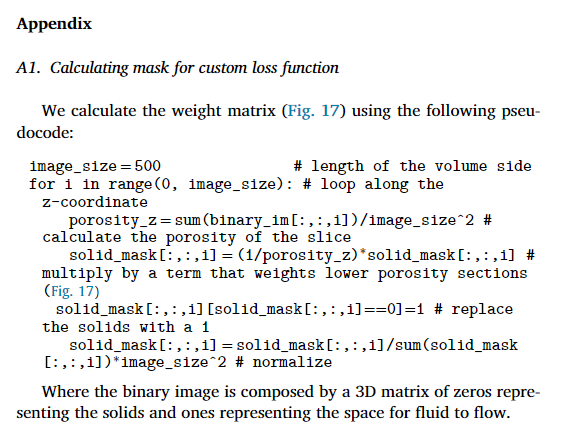 Appendix
A1. Calculating mask for custom loss function
We calculate the weight matrix (Fig. 17) using the following pseu-
docode:
image_size=500 # length of the volume side
for i in range(0, image_size): # loop along the
z-coordinate
porosity_z=sum(binary_im[:,:,i])/image_size^2 #
calculate the porosity of the slice
solid_mask[:,:,i]=(1/porosity_z)*solid_mask[:,:,i] #
multiply by a term that weights lower porosity sections
(Fig. 17)
solid_mask[:,:,i][solid_mask[:,:,i]==0]=1 # replace
the solids with a 1
solid_mask[:,:,i]=solid_mask[:,:,i]/sum(solid_mask
[:,:,i])*image_size^2 # normalize
Where the binary image is composed by a 3D matrix of zeros repre-
senting the solids and ones representing the space for fluid to flow.